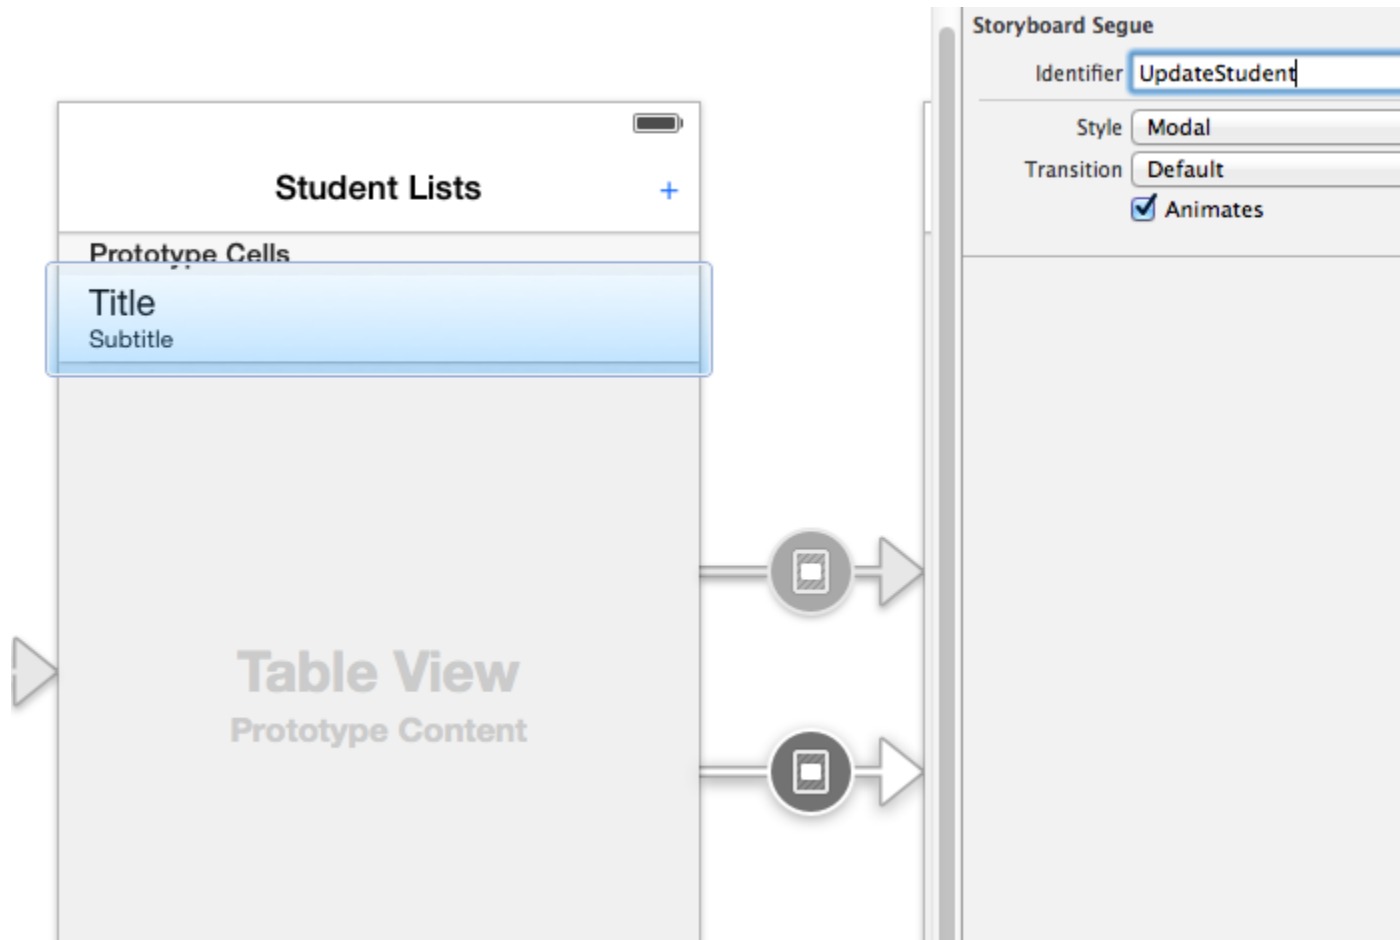 Storyboard Segue
Identifier UpdateStudent
Style Modal
Transition Default
Animates
Student Lists +
Prototype Cells
Title
Subtitle
Table View
Prototype Content